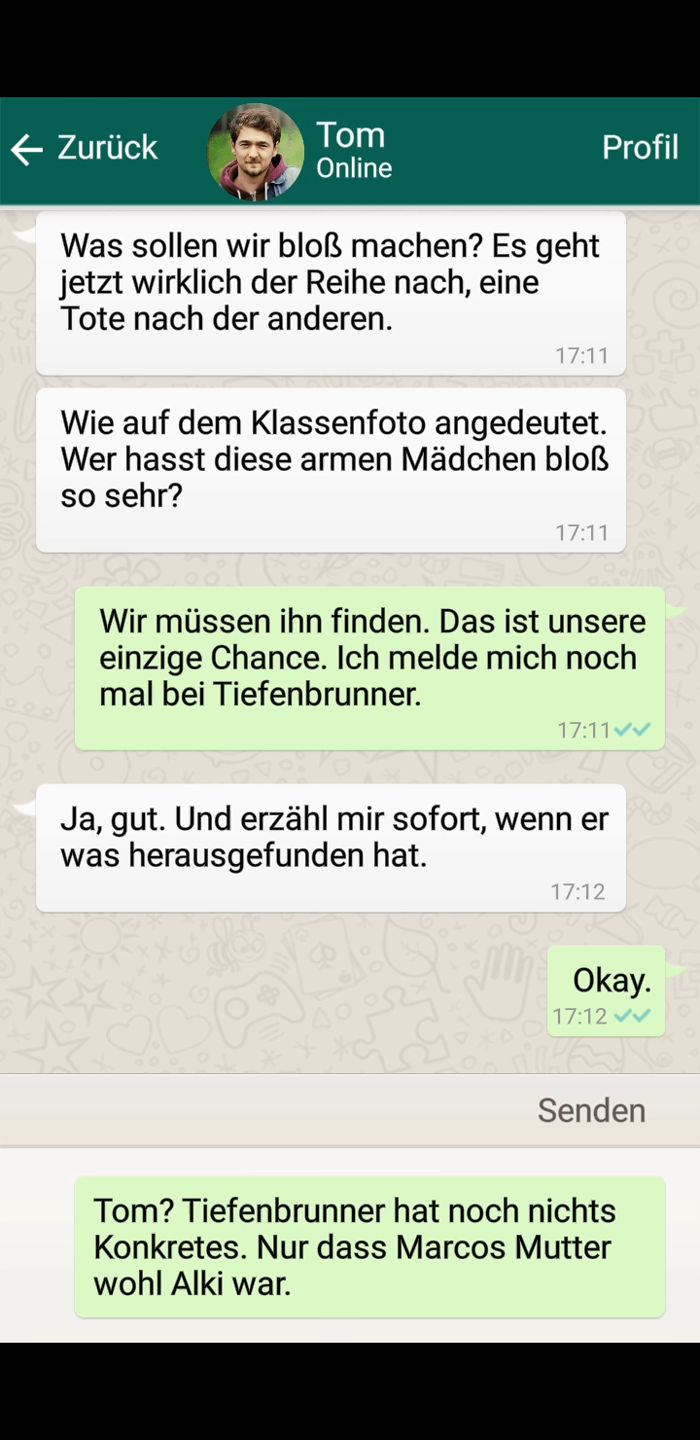 Zurück
Tom
Online
Profil
Was sollen wir bloß machen? Es geht
jetzt wirklich der Reihe nach, eine
Tote nach der anderen.
17:11
Wie auf dem Klassenfoto angedeutet.
Wer hasst diese armen Mädchen bloß
so sehr?
17:11
Wir müssen ihn finden. Das ist unsere
einzige Chance. Ich melde mich noch
mal bei Tiefenbrunner.
17:11
Ja, gut. Und erzähl mir sofort, wenn er
was herausgefunden hat.
17:12
Okay.
17:12
Senden
Tom? Tiefenbrunner hat noch nichts
Konkretes. Nur dass Marcos Mutter
wohl Alki war.